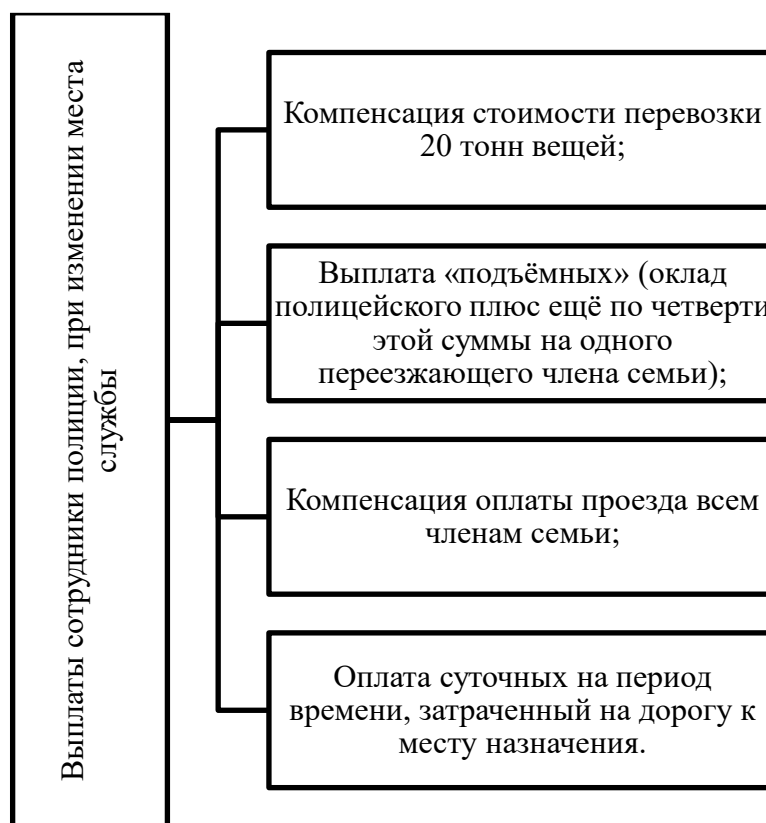 Выплаты сотрудники полиции, при изменении места
службы
Компенсация стоимости перевозки
20 тонн вещей;
Выплата «подъёмных» (оклад
полицейского плюс ещё по четверти
этой суммы на одного
переезжающего члена семьи);
Компенсация оплаты проезда всем
членам семьи;
Оплата суточных на период
времени, затраченный на дорогу к
месту назначения.